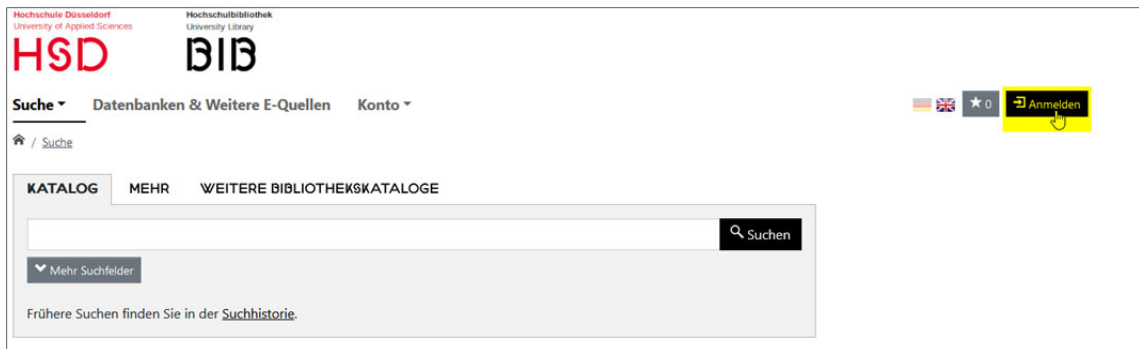 Hochschule Düsseldorf
University of Applied Sciences
HSD
Hochschulbibliothek
University Library
BIB
Suche
Datenbanken & Weitere E-Quellen
Konto
0
Anmelden
/ Suche
KATALOG
MEHR
WEITERE BIBLIOTHEKSKATALOGE
Suchen
Mehr Suchfelder
Frühere Suchen finden Sie in der Suchhistorie.